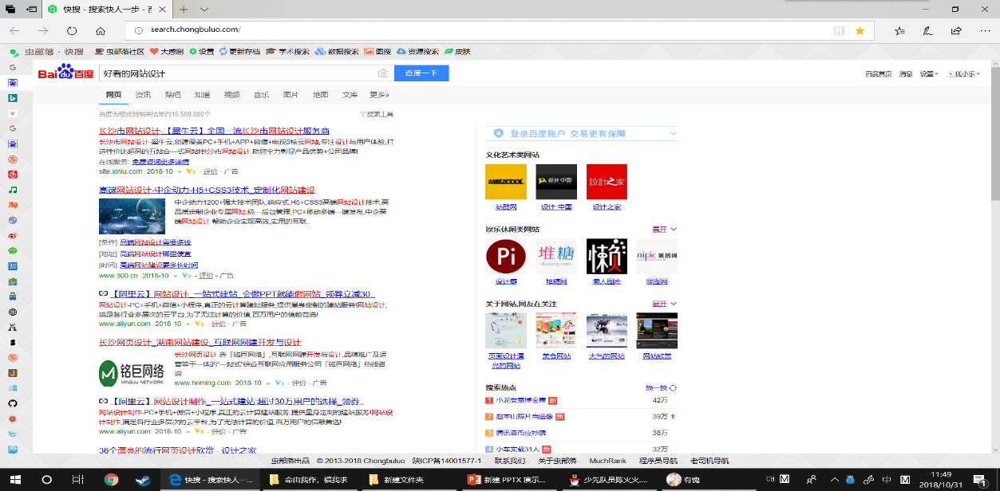 快搜 - 搜索快人一步 - 百
search.chongbuluo.com/
虫部落 · 快搜
虫部落社区 大感谢 设置 更新存档 学术搜索 数据搜索 图搜 资源搜索 皮肤
Bai du 百度
好看的网站设计
百度一下
百度首页 消息 设置
网页 资讯 贴吧 知道 视频 音乐 图片 地图 文库 更多»
百度为您找到相关结果约15,500,000个
搜索工具
长沙市网站设计-【犀牛云】全国一流长沙市网站设计服务商
长沙市网站设计-犀牛云,创建覆盖PC+手机+APP+微信+电视5核云网站,专注设计与用户体验,打
造性价比超高的五站合一式网站!长沙市网站设计,助您全力彰显产品优势+公司品牌!
在线服务: 免费咨询更多详情
site.xiniu.com 2018-10 V3 - 评价 - 广告
高端网站设计-中企动力-H5+CSS3技术_定制化网站建设
中企动力1200+强大技术团队,响应式,H5+CSS3高端网站设计技术,高
品质定制企业专属网站,统一后台管理,PC+移动多端一键发布,中企高
端网站设计 帮助企业实现高效,实用的互联..
[条件] 高端网站设计需要多钱
[地址] 高端网站设计哪里便宜
[时间] 高端网站建设要多长时间
www.300.cn 2018-10 V2 - 评价 - 广告
【阿里云】网站设计_一站式建站_会做PPT就能做网站_领券立减30..
网站设计-PC+手机+微信+小程序,真正的云计算建站服务,提供量身定制的建站服务!网站设计,
满足各行业多层次的云平台,为了无法计算的价值,百万用户的信赖首选!
www.aliyun.com 2018-10 V3 - 评价 - 广告
长沙网页设计_湖南网站建设_互联网网建开发与设计
长沙网页设计 选「铭巨网络」,互联网网建开发与设计,品牌推广及运
营等于一体的"一站式"综合互联网应用服务公司「铭巨网络」热线咨
询
铭巨网络
MINGJU NETWORK
www.hnming.com 2018-10 V1 - 评价 - 广告
【阿里云】网站设计制作_一站式建站:超过30万用户的选择_领券..
网站设计制作-PC+手机+微信+小程序,真正的云计算建站服务,提供量身定制的建站服务!网站设
计制作,满足各行业多层次的云平台,为了无法计算的价值,百万用户的信赖首选!
www.aliyun.com 2018-10 V3 - 评价 - 广告
36个漂亮的流行网页设计欣赏 - 设计之家
登录百度账户 交易更有保障
文化艺术类网站
站酷ZCOOL 設計中国 設計之家
站酷网 设计·中国 设计之家
娱乐休闲类网站 展开
Pi 堆糖 duitang.com 懒 nipic 昵图网
设计癖 堆糖网 懒人图库 昵图网
关于网站,网友在关注 展开
页面设计漂 美食网站 大气的网站 网站欣赏
亮的网站
搜索热点 换一换
1 小龙女哀悼金庸 新 42万
2 赵本山照片当遗像 新 39万
3 腾讯否币应抄袭 38万
4 小车实载31人 新 32万
虫部落出品 © 2013-2018 Chongbuluo 陕ICP备14001577-1 联系我们 关于虫部落 MuchRank 程序员导航 老司机导航
快搜 - 搜索快人一... 命由我作，福我求 新建文件夹 新建 PPTX 演示... 少先队员陈火火... 有愧
CH M 中 M
11:49
2018/10/31